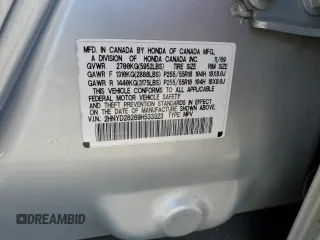 MFD. IN CANADA BY HONDA OF CANADA MFG.,
A DIVISION OF HONDA CANADA INC. 11/09
GVWR 2700KG(5952LBS) TIRE SIZE RIM SIZE
GAWR F 1310KG(2888LBS) P255/55R18 104H 18X8.0J
GAWR R 1440KG(3175LBS) P255/55R18 104H 18X8.0J
THIS VEHICLE CONFORMS TO ALL APPLICABLE
FEDERAL MOTOR VEHICLE SAFETY AND THEFT
PREVENTION STANDARDS IN EFFECT ON THE
DATE OF MANUFACTURE SHOWN ABOVE.
V.I.N: 2HNYD28269H533323 TYPE: MPV
DREAMBID